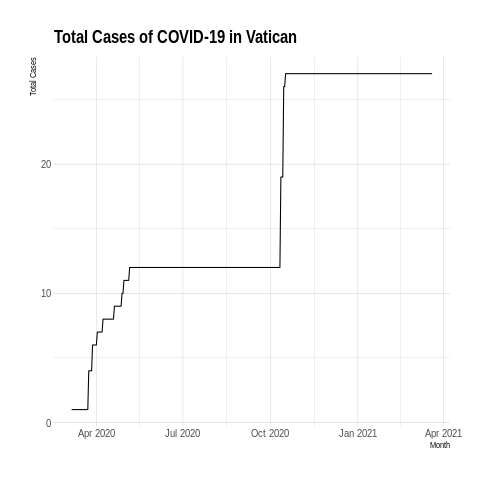 Total Cases of COVID-19 in Vatican
Total Cases
20
10
0
Apr 2020 Jul 2020 Oct 2020 Jan 2021 Apr 2021
Month